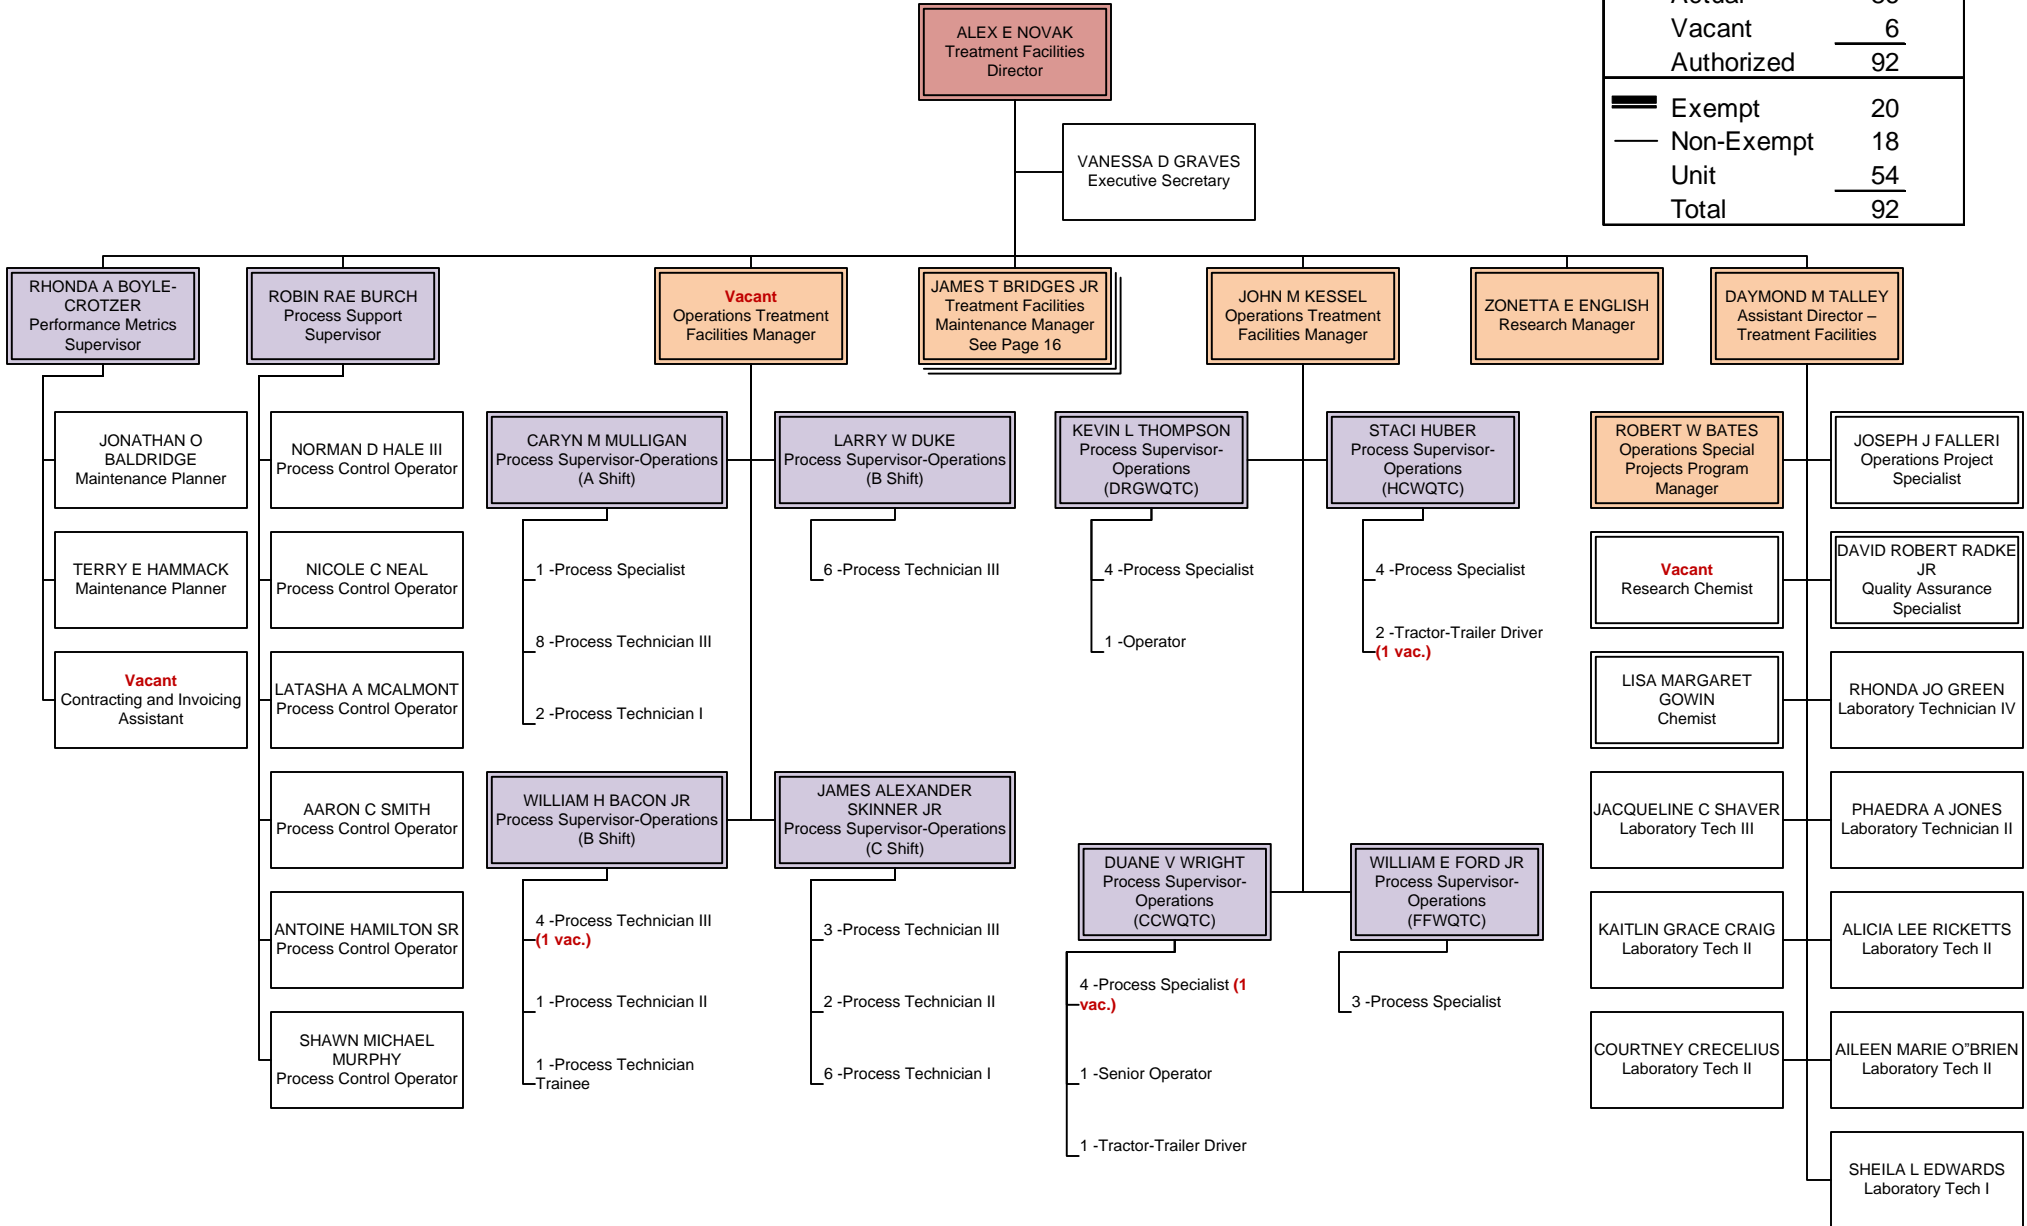 Vacant 6
Authorized 92
Exempt 20
Non-Exempt 18
Unit 54
Total 92
ALEX E NOVAK
Treatment Facilities
Director
VANESSA D GRAVES
Executive Secretary
RHONDA A BOYLE-
CROTZER
Performance Metrics
Supervisor
ROBIN RAE BURCH
Process Support
Supervisor
Vacant
Operations Treatment
Facilities Manager
JAMES T BRIDGES JR
Treatment Facilities
Maintenance Manager
See Page 16
JOHN M KESSEL
Operations Treatment
Facilities Manager
ZONETTA E ENGLISH
Research Manager
DAYMOND M TALLEY
Assistant Director –
Treatment Facilities
JONATHAN O
BALDRIDGE
Maintenance Planner
TERRY E HAMMACK
Maintenance Planner
Vacant
Contracting and Invoicing
Assistant
NORMAN D HALE III
Process Control Operator
NICOLE C NEAL
Process Control Operator
LATASHA A MCALMONT
Process Control Operator
AARON C SMITH
Process Control Operator
ANTOINE HAMILTON SR
Process Control Operator
SHAWN MICHAEL
MURPHY
Process Control Operator
CARYN M MULLIGAN
Process Supervisor-Operations
(A Shift)
1 -Process Specialist
8 -Process Technician III
2 -Process Technician I
LARRY W DUKE
Process Supervisor-Operations
(B Shift)
6 -Process Technician III
WILLIAM H BACON JR
Process Supervisor-Operations
(B Shift)
4 -Process Technician III
(1 vac.)
1 -Process Technician II
1 -Process Technician
Trainee
JAMES ALEXANDER
SKINNER JR
Process Supervisor-Operations
(C Shift)
3 -Process Technician III
2 -Process Technician II
6 -Process Technician I
KEVIN L THOMPSON
Process Supervisor-
Operations
(DRGWQTC)
4 -Process Specialist
1 -Operator
STACI HUBER
Process Supervisor-
Operations
(HCWQTC)
4 -Process Specialist
2 -Tractor-Trailer Driver
(1 vac.)
DUANE V WRIGHT
Process Supervisor-
Operations
(CCWQTC)
4 -Process Specialist (1
vac.)
1 -Senior Operator
1 -Tractor-Trailer Driver
WILLIAM E FORD JR
Process Supervisor-
Operations
(FFWQTC)
3 -Process Specialist
ROBERT W BATES
Operations Special
Projects Program
Manager
JOSEPH J FALLERI
Operations Project
Specialist
Vacant
Research Chemist
DAVID ROBERT RADKE
JR
Quality Assurance
Specialist
LISA MARGARET
GOWIN
Chemist
RHONDA JO GREEN
Laboratory Technician IV
JACQUELINE C SHAVER
Laboratory Tech III
PHAEDRA A JONES
Laboratory Technician II
KAITLIN GRACE CRAIG
Laboratory Tech II
ALICIA LEE RICKETTS
Laboratory Tech II
COURTNEY CRECELIUS
Laboratory Tech II
AILEEN MARIE O"BRIEN
Laboratory Tech II
SHEILA L EDWARDS
Laboratory Tech I